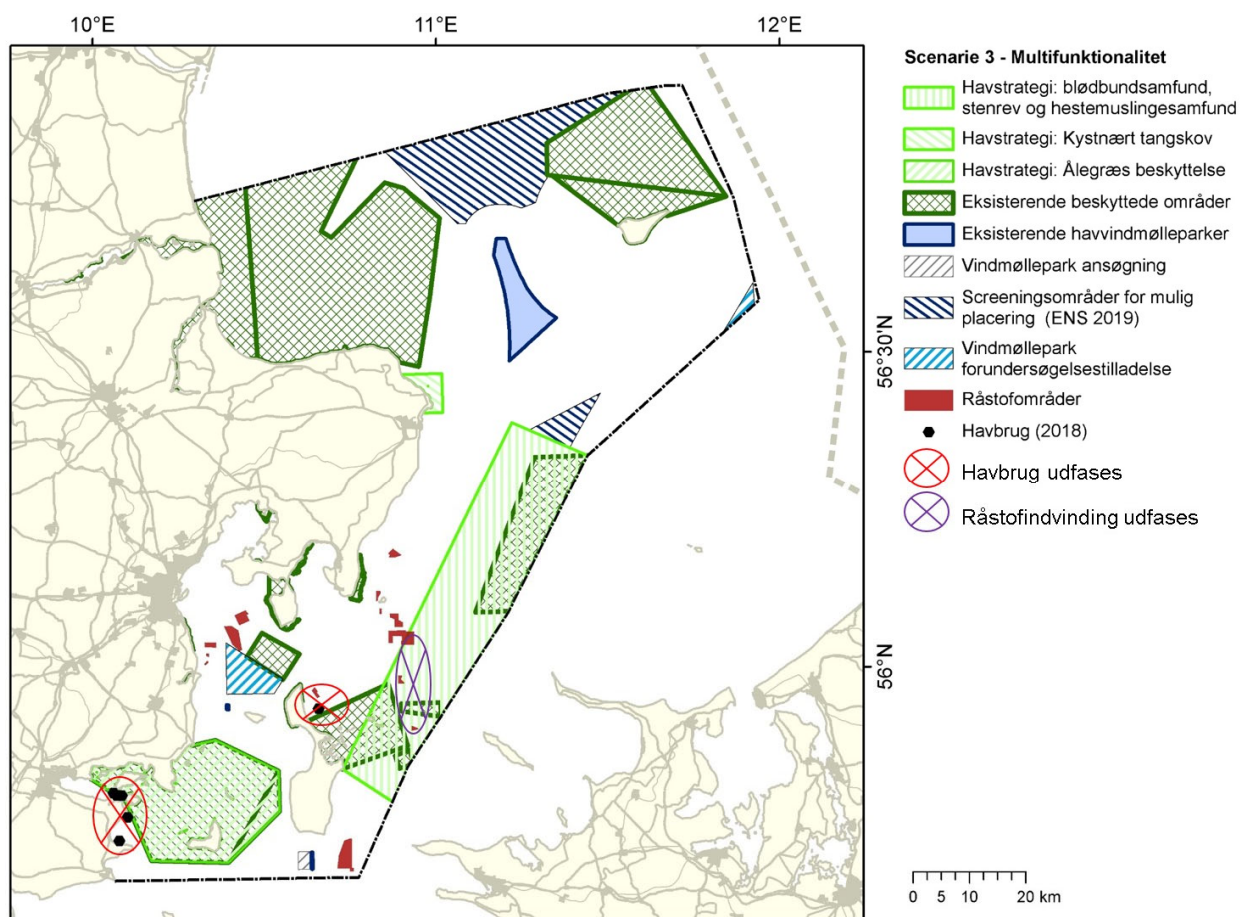 10°E
11°E
12°E
56°30'N
56°N
Scenarie 3 - Multifunktionalitet
Havstrategi: blødbundsamfund,
stenrev og hestemuslingesamfund
Havstrategi: Kystnært tangskov
Havstrategi: Ålegræs beskyttelse
Eksisterende beskyttede områder
Eksisterende havvindmølleparker
Vindmøllepark ansøgning
Screeningsområder for mulig
placering (ENS 2019)
Vindmøllepark
forundersøgelsestilladelse
Råstofområder
Havbrug (2018)
Havbrug udfases
Råstofindvinding udfases
0 5 10 20 km